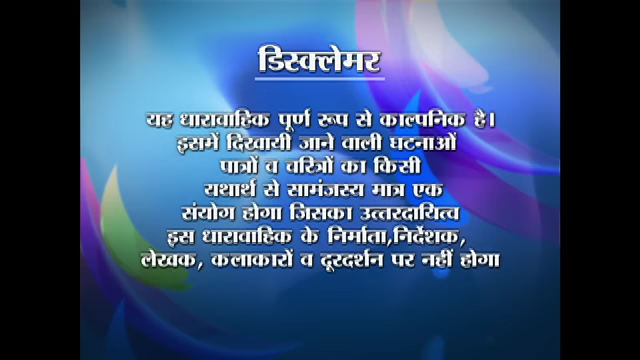 डिस्क्लेमर
यह धारावाहिक पूर्ण रूप से काल्पनिक है।
इसमें दिखायी जाने वाली घटनाओं
पात्रों व चरित्रों का किसी
यथार्थ से सामंजस्य मात्र एक
संयोग होगा जिसका उत्तरदायित्व
इस धारावाहिक के निर्माता,निर्देशक,
लेखक, कलाकारों व दूरदर्शन पर नहीं होगा